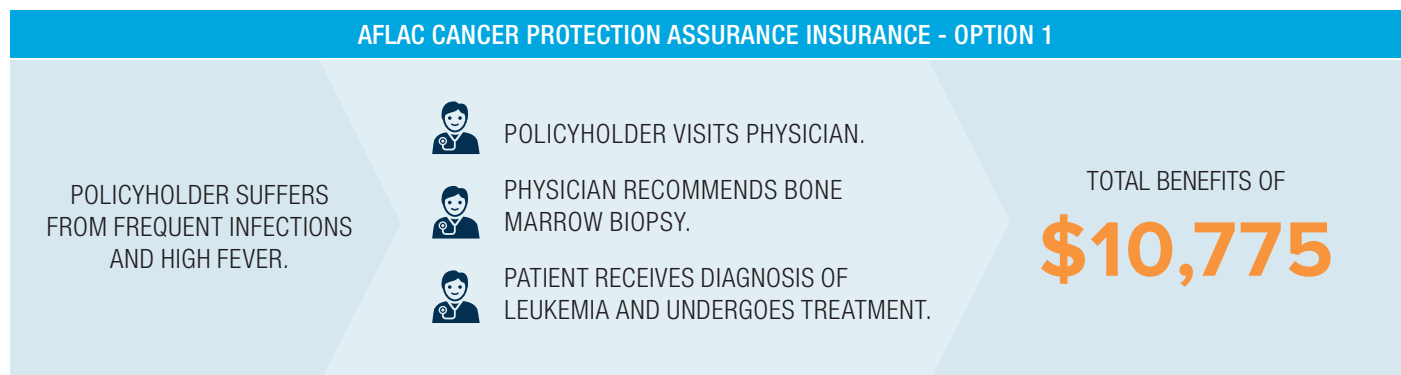 AFLAC CANCER PROTECTION ASSURANCE INSURANCE - OPTION 1
POLICYHOLDER SUFFERS
FROM FREQUENT INFECTIONS
AND HIGH FEVER.
POLICYHOLDER VISITS PHYSICIAN.
PHYSICIAN RECOMMENDS BONE
MARROW BIOPSY.
PATIENT RECEIVES DIAGNOSIS OF
LEUKEMIA AND UNDERGOES TREATMENT.
TOTAL BENEFITS OF
$10,775